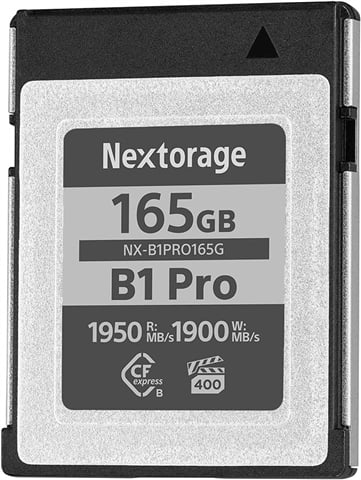 Nextorage
165GB
NX-B1PRO165G
B1 Pro
1950 R: MB/s 1900 W: MB/s
CF express B
400